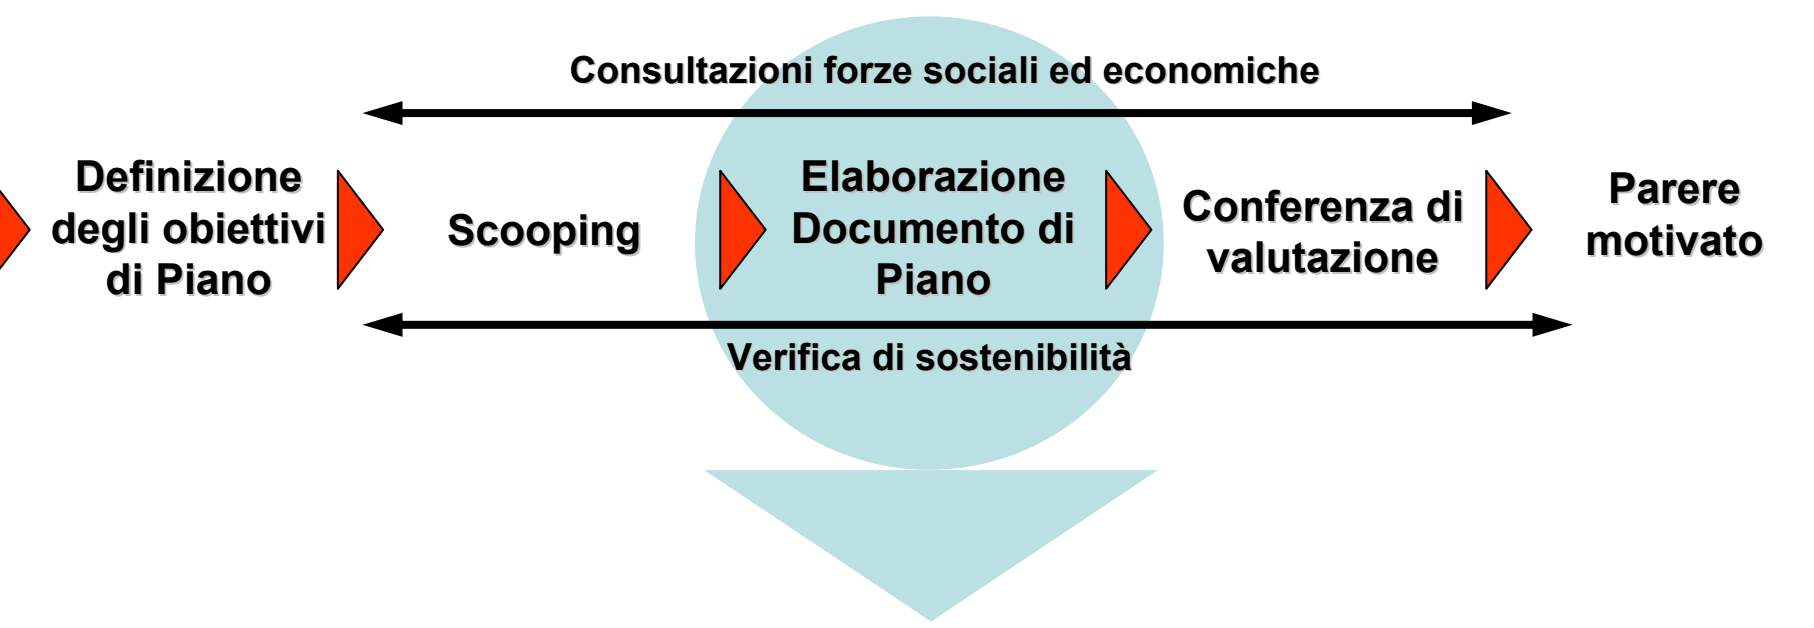 Consultazioni forze sociali ed economiche
Definizione
degli obiettivi
di Piano
Scooping
Elaborazione
Documento di
Piano
Conferenza di
valutazione
Parere
motivato
Verifica di sostenibilità